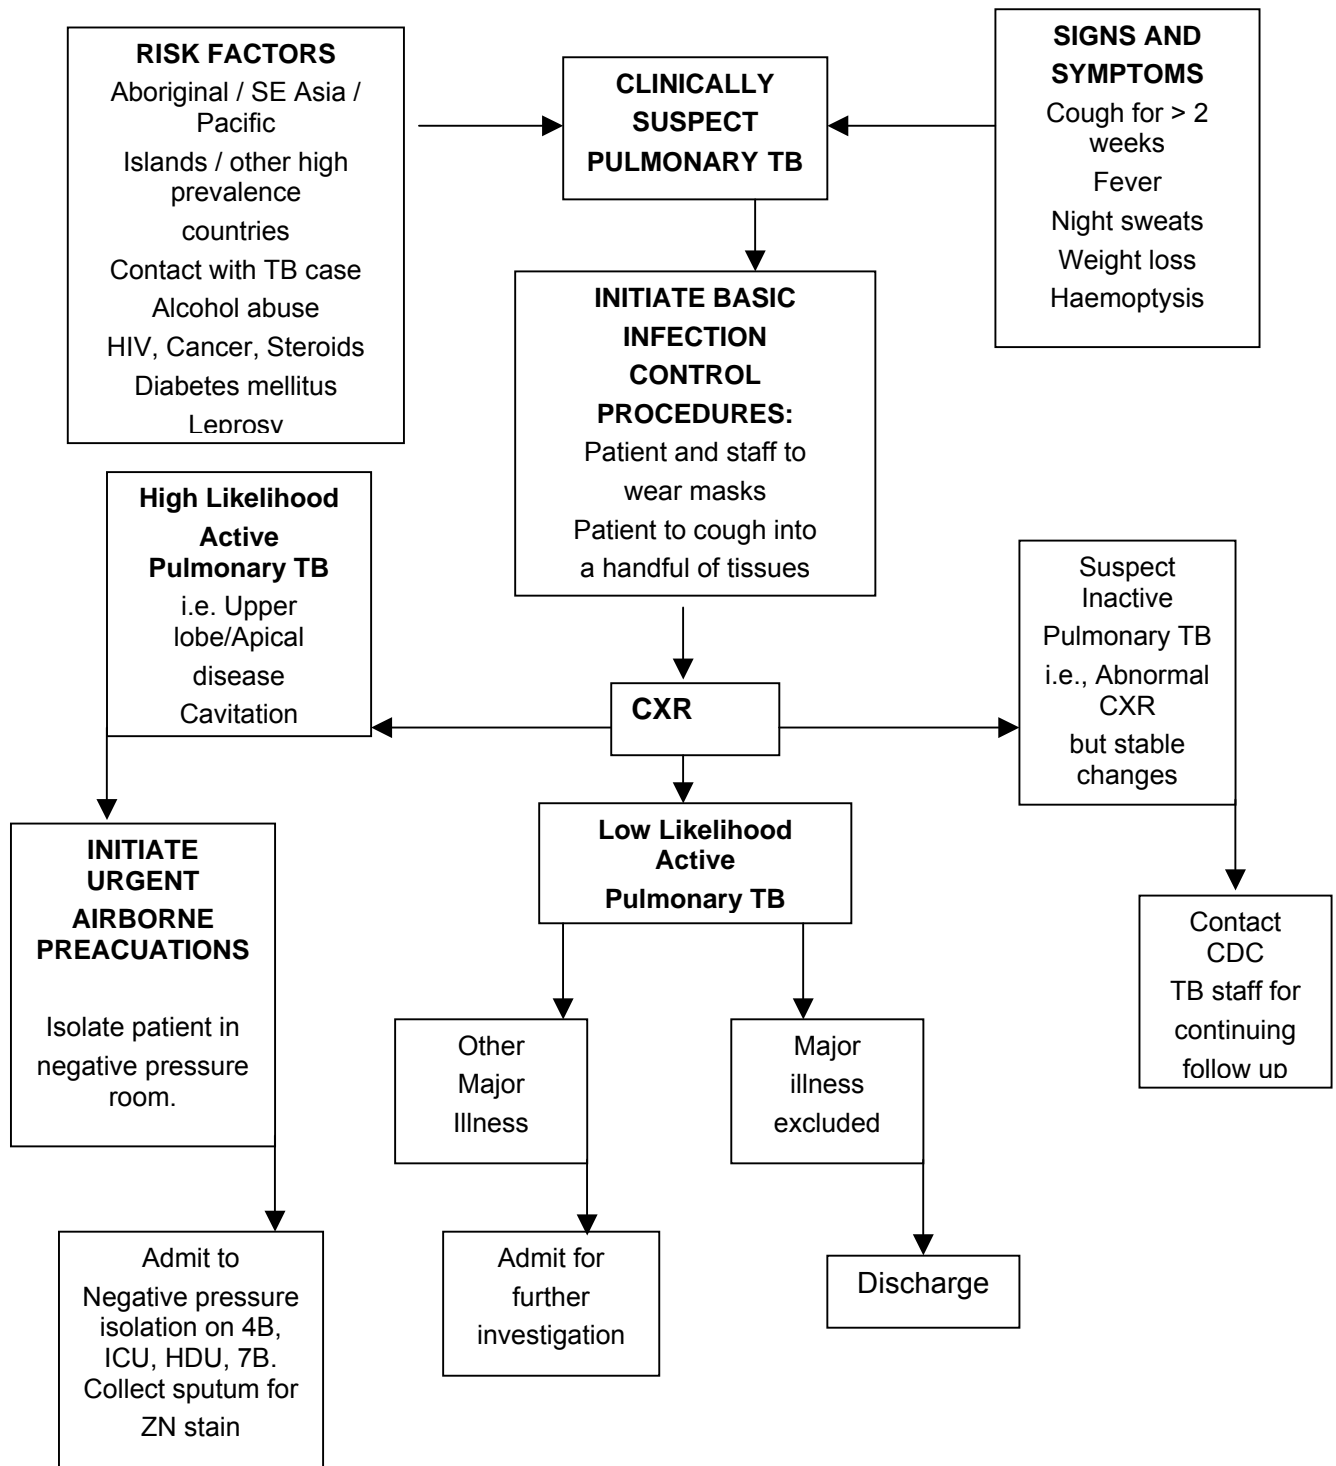 RISK FACTORS
Aboriginal / SE Asia /
Pacific
Islands / other high
prevalence
countries
Contact with TB case
Alcohol abuse
HIV, Cancer, Steroids
Diabetes mellitus
Leprosy
CLINICALLY
SUSPECT
PULMONARY TB
SIGNS AND
SYMPTOMS
Cough for > 2
weeks
Fever
Night sweats
Weight loss
Haemoptysis
INITIATE BASIC
INFECTION
CONTROL
PROCEDURES:
Patient and staff to
wear masks
Patient to cough into
a handful of tissues
High Likelihood
Active
Pulmonary TB
i.e. Upper
lobe/Apical
disease
Cavitation
CXR
Suspect
Inactive
Pulmonary TB
i.e., Abnormal
CXR
but stable
changes
INITIATE
URGENT
AIRBORNE
PREACUATIONS
Isolate patient in
negative pressure
room.
Low Likelihood
Active
Pulmonary TB
Contact
CDC
TB staff for
continuing
follow up
Other
Major
Illness
Major
illness
excluded
Admit to
Negative pressure
isolation on 4B,
ICU, HDU, 7B.
Collect sputum for
ZN stain
Admit for
further
investigation
Discharge